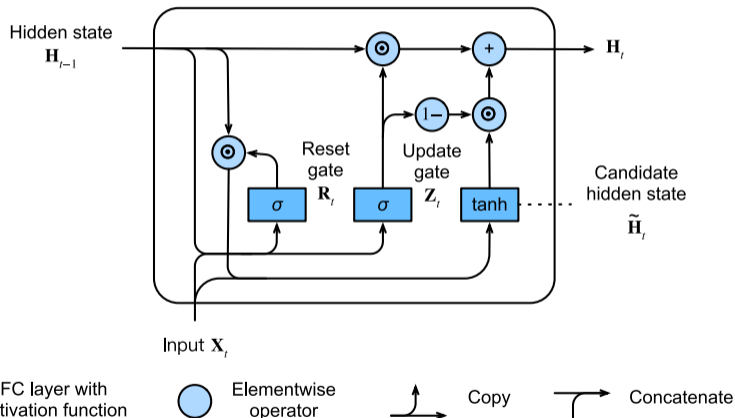 Hidden state
H_{t−1}
H_t
+
1−
Reset
gate
R_t
Update
gate
Z_t
σ
σ
tanh
Candidate
hidden state
H̃_t
Input X_t
FC layer with
tivation function
Elementwise
operator
Copy
Concatenate